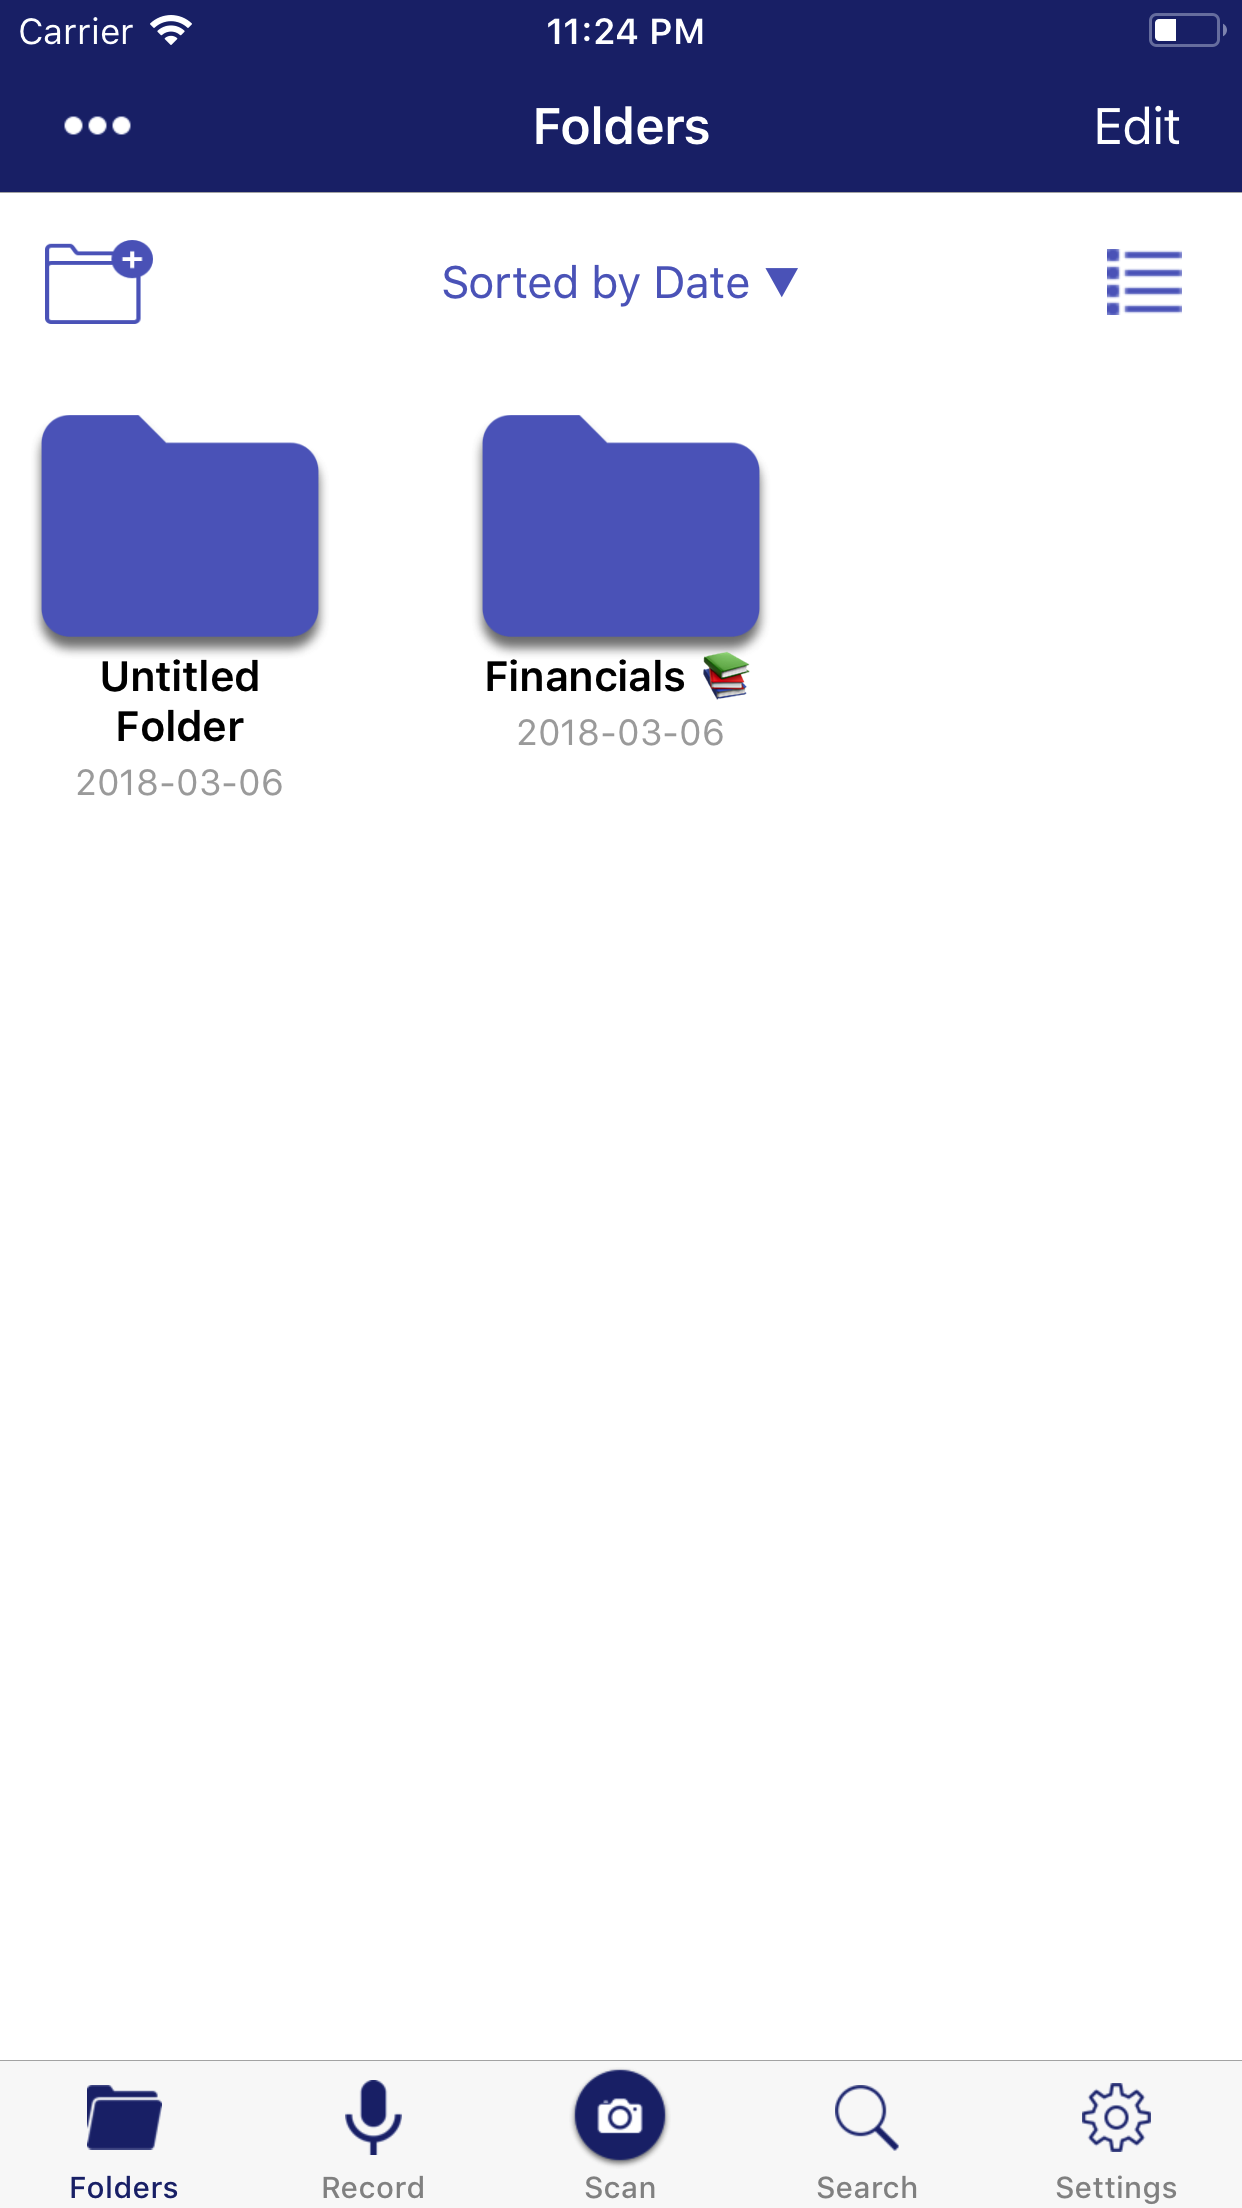 Carrier 11:24 PM
Folders Edit
Sorted by Date ▼
Untitled
Folder
2018-03-06
Financials 📚
2018-03-06
Folders Record Scan Search Settings